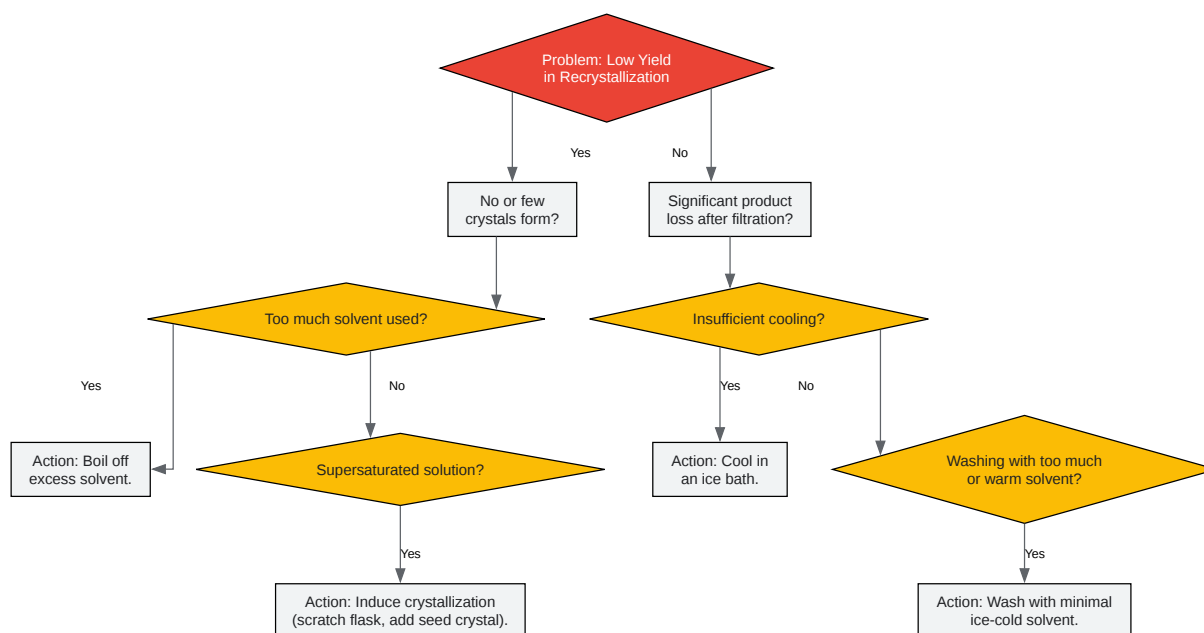 Problem: Low Yield
in Recrystallization
Yes
No
No or few
crystals form?
Significant product
loss after filtration?
Too much solvent used?
Insufficient cooling?
Yes
No
Yes
No
Action: Boil off
excess solvent.
Supersaturated solution?
Action: Cool in
an ice bath.
Washing with too much
or warm solvent?
Yes
Yes
Action: Induce crystallization
(scratch flask, add seed crystal).
Action: Wash with minimal
ice-cold solvent.